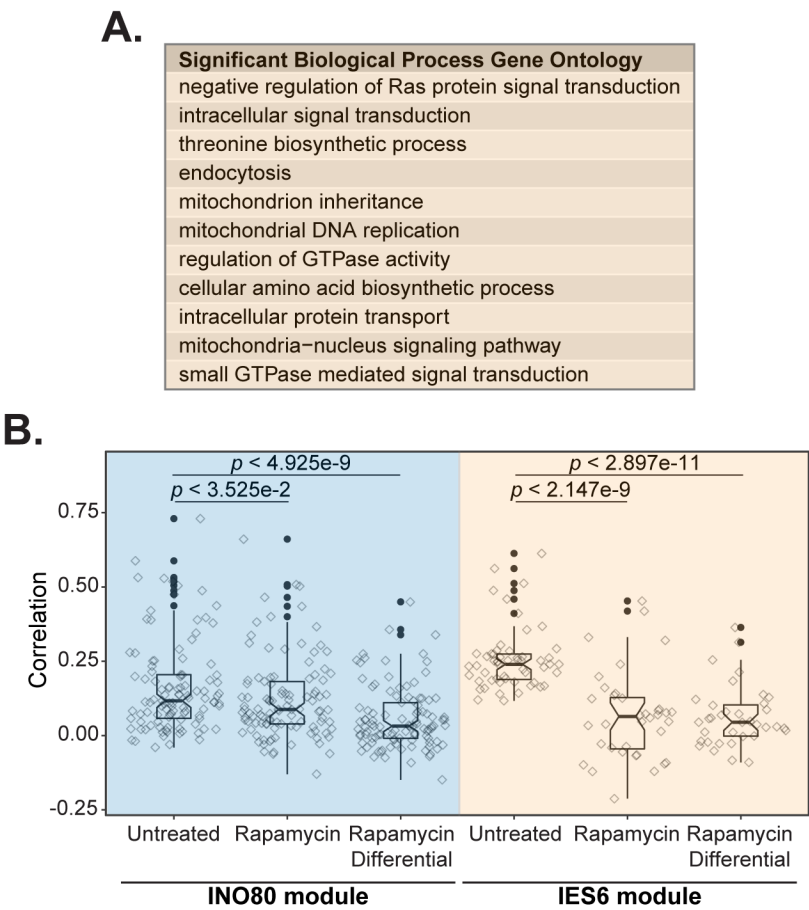 A.
Significant Biological Process Gene Ontology
negative regulation of Ras protein signal transduction
intracellular signal transduction
threonine biosynthetic process
endocytosis
mitochondrion inheritance
mitochondrial DNA replication
regulation of GTPase activity
cellular amino acid biosynthetic process
intracellular protein transport
mitochondria−nucleus signaling pathway
small GTPase mediated signal transduction
B.
p < 4.925e-9
p < 3.525e-2
p < 2.897e-11
p < 2.147e-9
Correlation
0.75
0.50
0.25
0.00
-0.25
Untreated
Rapamycin
Rapamycin
Differential
Untreated
Rapamycin
Rapamycin
Differential
INO80 module
IES6 module